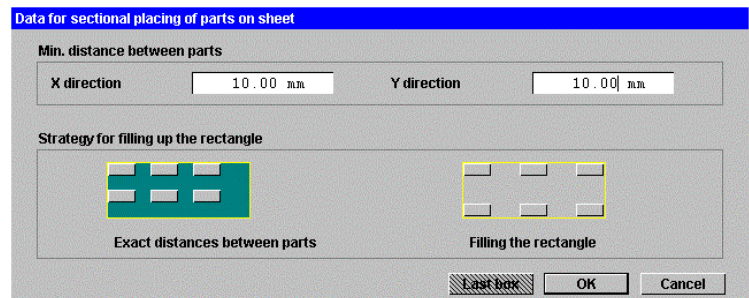 Data for sectional placing of parts on sheet
Min. distance between parts
X direction 10.00 mm Y direction 10.00 mm
Strategy for filling up the rectangle
Exact distances between parts Filling the rectangle
Last box OK Cancel